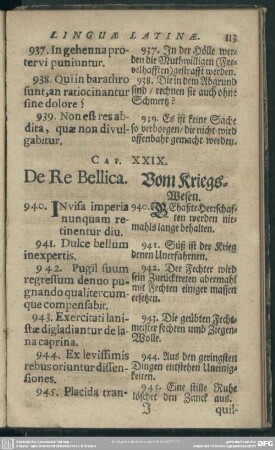 LINGUÆ LATINÆ. 113
937. In gehenna pro-
tervi puniuntur.
938. Qui in barathro
sunt, an ratiocinantur
sine dolore?
939. Non est res ab-
dita, quæ non divul-
gabitur.
937. In der Hölle wer-
den die Muthwilligen (Fre-
velhafften) gestrafft werden.
938. Die in dem Abgrund
sind / rechnen sie auch ohne
Schmertz?
939. Es ist keine Sache
so verborgen / die nicht wird
offenbahr gemacht werden.
CAP. XXIX.
De Re Bellica.
940. Invisa imperia
nunquam re-
tinentur diu.
941. Dulce bellum
inexpertis.
942. Pugil suum
regressum denuo pu-
gnando qualitercum-
que compensabit.
943. Exercitati lani-
stæ digladiantur de la-
na caprina.
944. Ex levissimis
rebus oriuntur dissen-
siones.
945. Placida tran-
Vom Kriegs-
Wesen.
940. Gehaßte Herrschaf-
ten werden nie-
mahls lange behalten.
941. Süß ist der Krieg
denen Unerfahrnen.
942. Der Fechter wird
sein Zurücktreten abermahl
mit Fechten einiger massen
ersetzen.
943. Die geübten Fecht-
meister fechten umb Ziegen-
Wolle.
944. Aus den geringsten
Dingen entstehen Uneinig-
keiten.
945. Eine stille Ruhe
löschet den Zanck aus.
J quil-